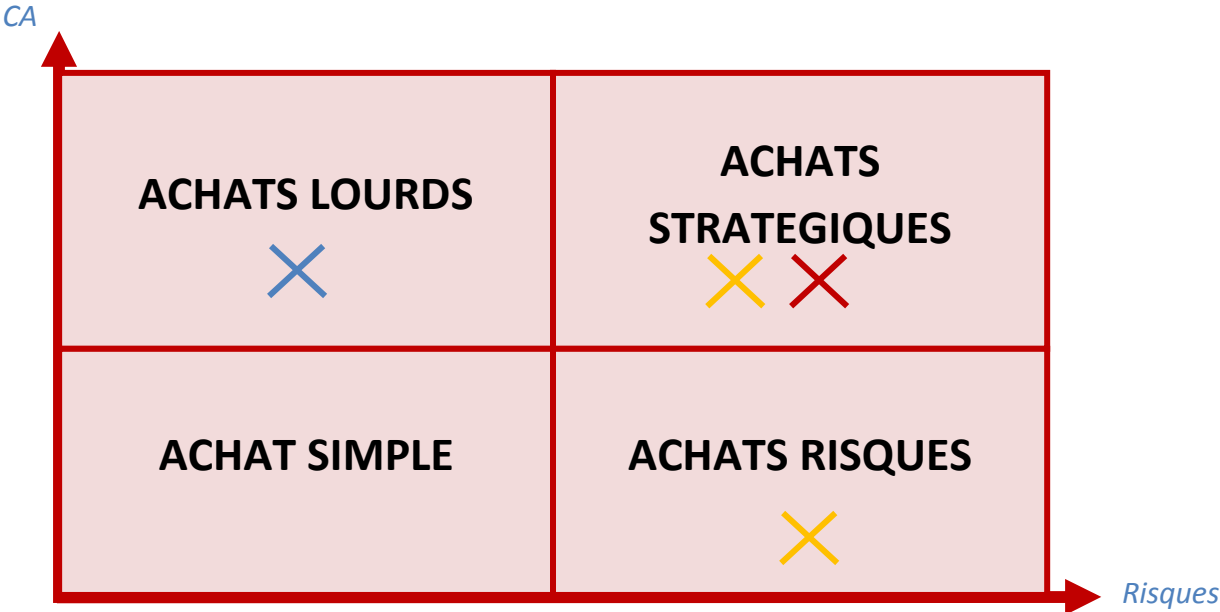 CA
ACHATS LOURDS
ACHATS
STRATEGIQUES
ACHAT SIMPLE
ACHATS RISQUES
Risques